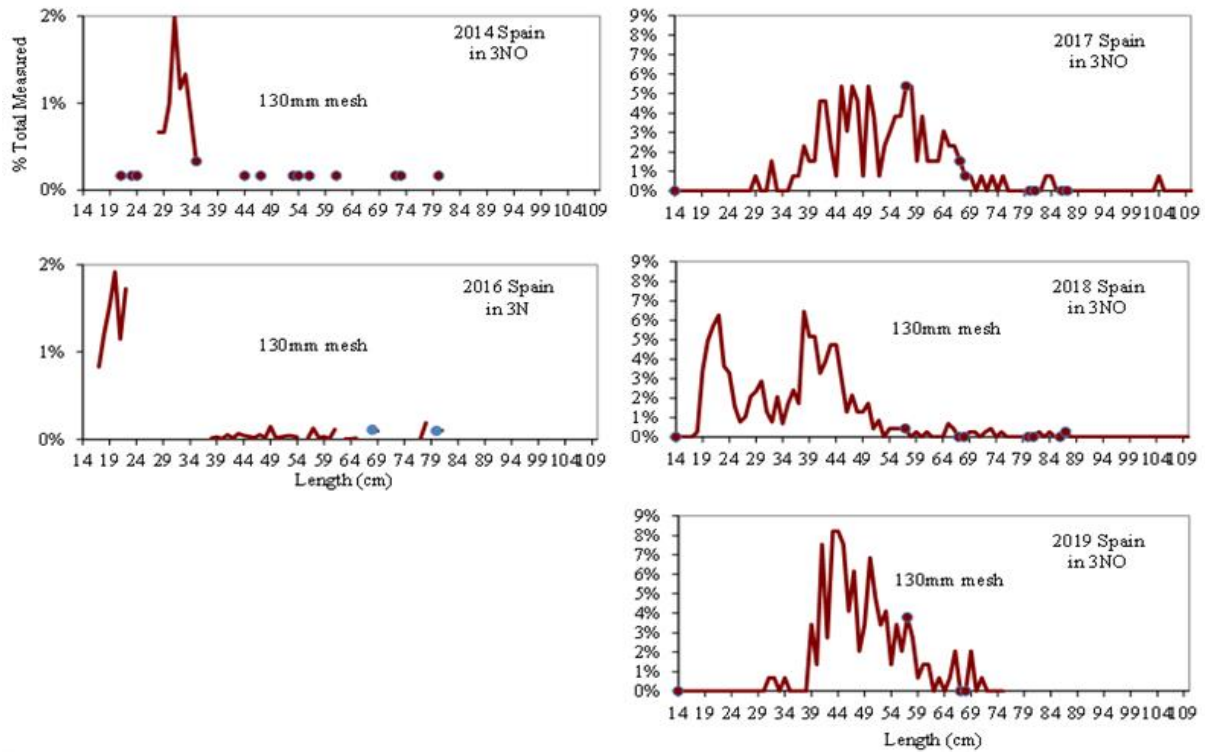 % Total Measured
2%
1%
0%
2014 Spain
in 3NO
130mm mesh
14 19 24 29 34 39 44 49 54 59 64 69 74 79 84 89 94 99 104 109
9%
8%
7%
6%
5%
4%
3%
2%
1%
0%
2017 Spain
in 3NO
14 19 24 29 34 39 44 49 54 59 64 69 74 79 84 89 94 99 104 109
2%
1%
0%
2016 Spain
in 3N
130mm mesh
14 19 24 29 34 39 44 49 54 59 64 69 74 79 84 89 94 99 104 109
Length (cm)
9%
8%
7%
6%
5%
4%
3%
2%
1%
0%
2018 Spain
in 3NO
130mm mesh
14 19 24 29 34 39 44 49 54 59 64 69 74 79 84 89 94 99 104 109
9%
8%
7%
6%
5%
4%
3%
2%
1%
0%
2019 Spain
in 3NO
130mm mesh
14 19 24 29 34 39 44 49 54 59 64 69 74 79 84 89 94 99 104 109
Length (cm)